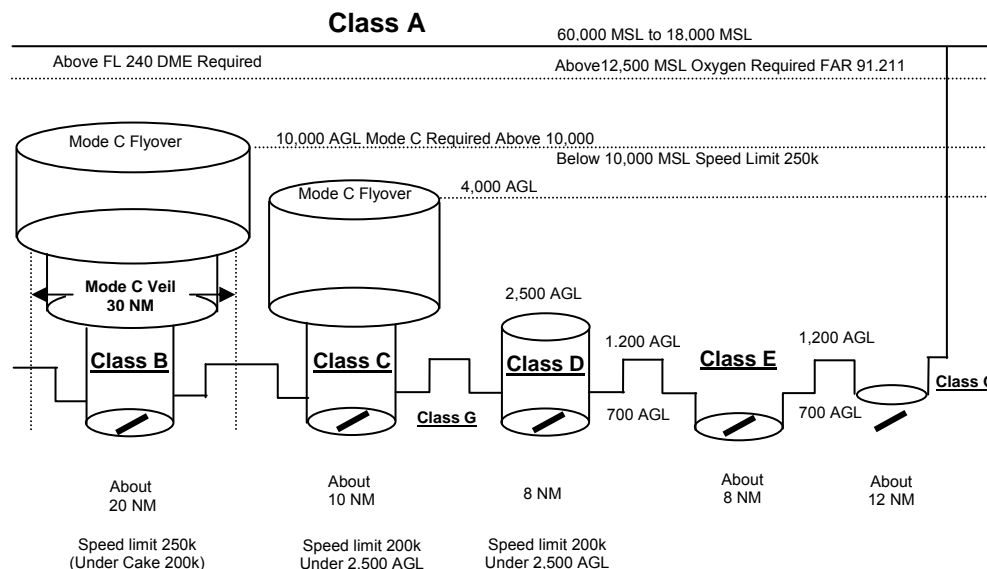 Class A
60,000 MSL to 18,000 MSL
Above FL 240 DME Required
Above12,500 MSL Oxygen Required FAR 91.211
Mode C Flyover
10,000 AGL Mode C Required Above 10,000
Below 10,000 MSL Speed Limit 250k
Mode C Flyover
4,000 AGL
Mode C Veil
30 NM
2,500 AGL
1.200 AGL
1,200 AGL
Class B
Class C
Class D
Class E
Class G
700 AGL
700 AGL
Class
About
20 NM
About
10 NM
8 NM
About
8 NM
About
12 NM
Speed limit 250k
(Under Cake 200k)
Speed limit 200k
Under 2,500 AGL
Speed limit 200k
Under 2,500 AGL